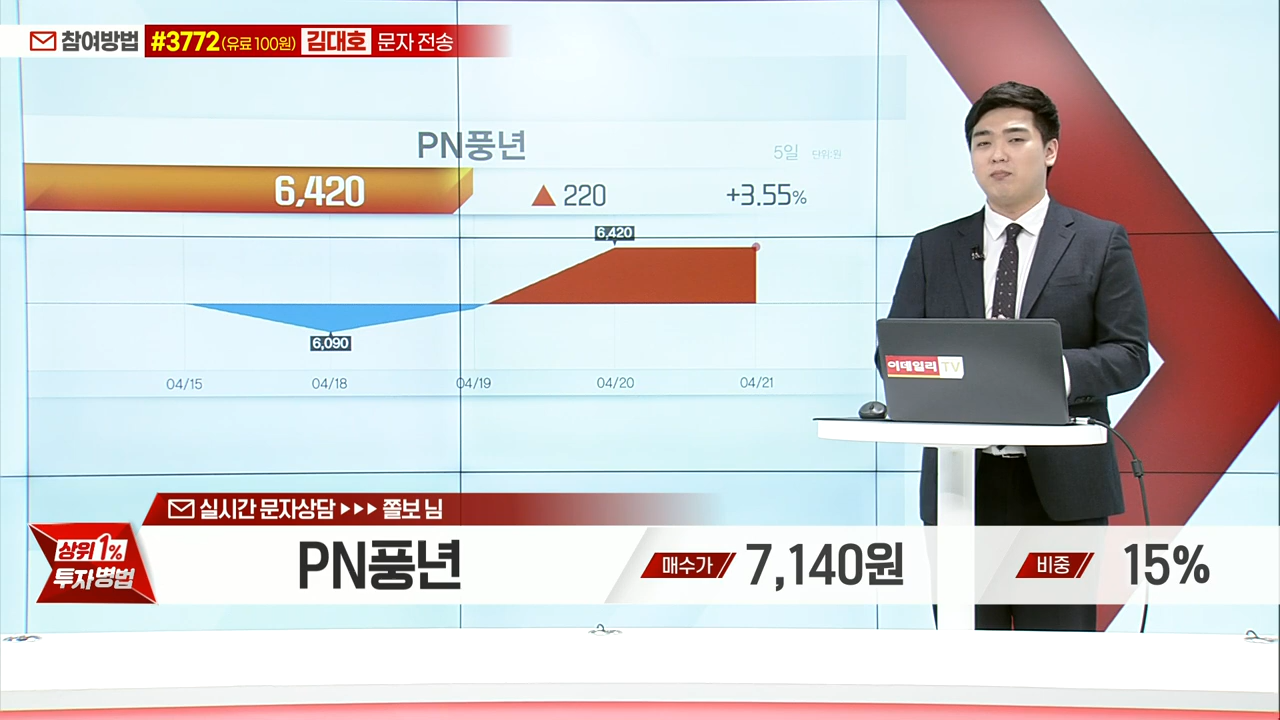 참여방법 #3772 (유료 100원) 김대호 문자 전송
PN풍년
5일 단위:원
6,420 ▲ 220 +3.55%
6,420
6,090
04/15 04/18 04/19 04/20 04/21
이데일리 TV
실시간 문자상담 ▶▶▶ 쫄보 님
상위 1% 투자병법
PN풍년 매수가 7,140원 비중 15%